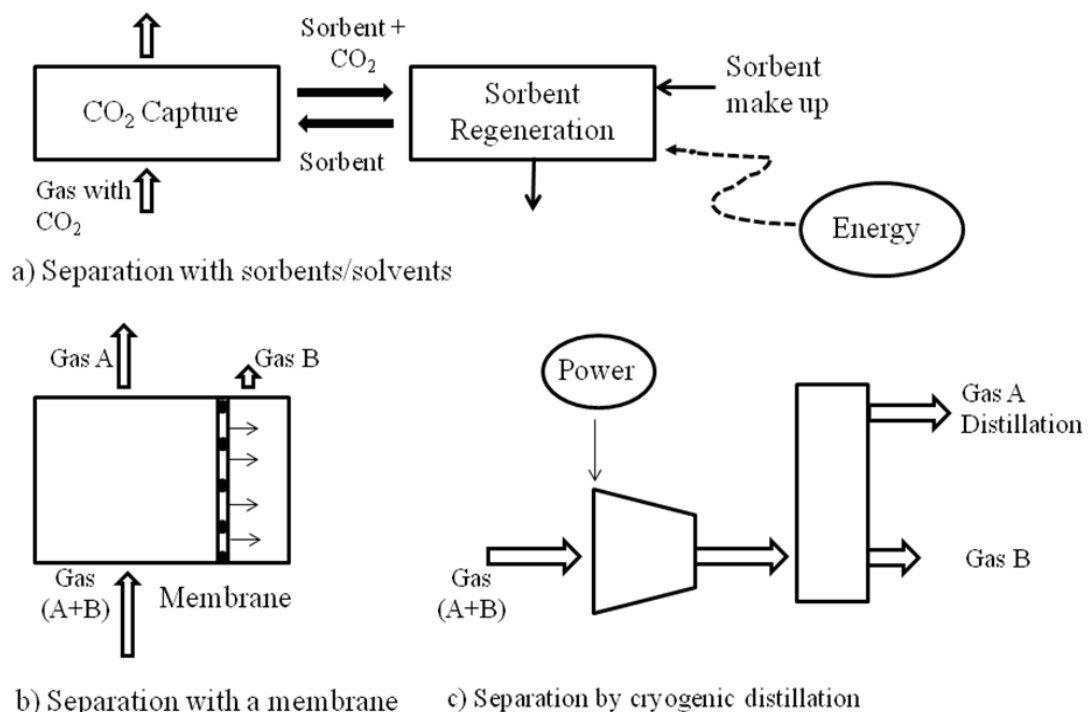 Sorbent +
CO₂
CO₂ Capture
Sorbent
Regeneration
Sorbent
make up
Sorbent
Gas with
CO₂
Energy
a) Separation with sorbents/solvents
Gas A
Gas B
Power
Gas A
Distillation
Gas
(A+B)
Membrane
Gas
(A+B)
Gas B
b) Separation with a membrane
c) Separation by cryogenic distillation